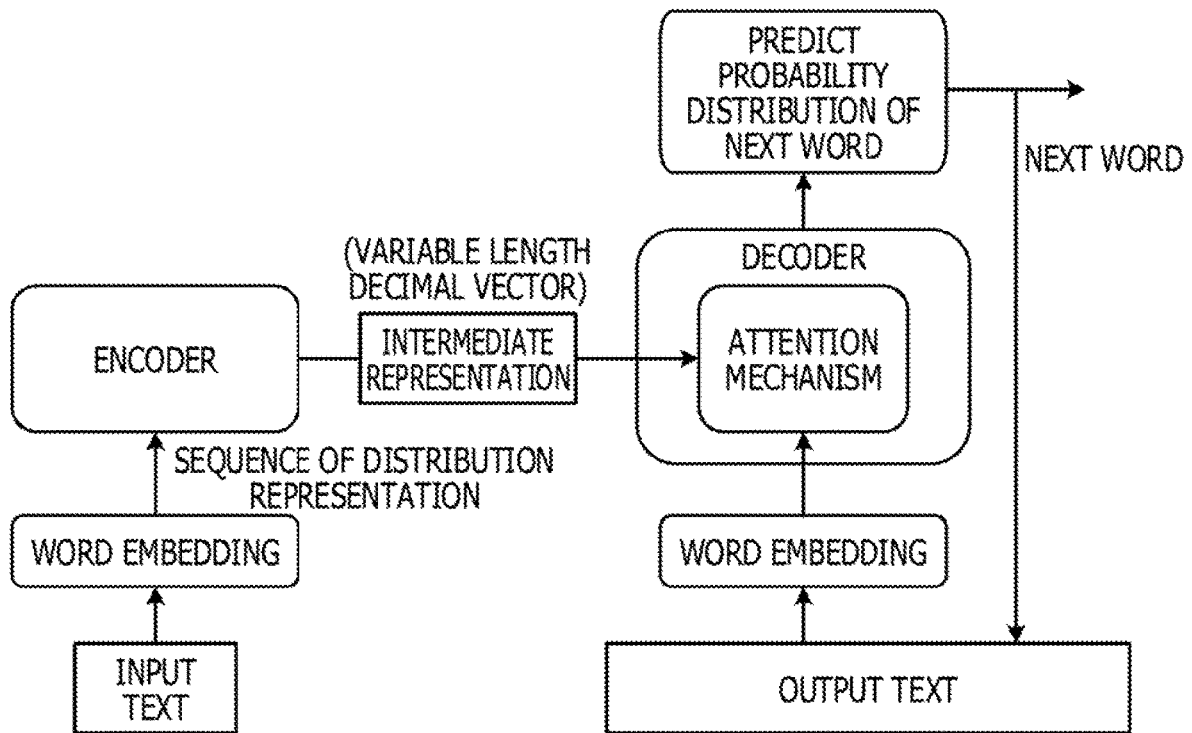 PREDICT
PROBABILITY
DISTRIBUTION OF
NEXT WORD
NEXT WORD
(VARIABLE LENGTH
DECIMAL VECTOR)
DECODER
ENCODER
INTERMEDIATE
REPRESENTATION
ATTENTION
MECHANISM
SEQUENCE OF DISTRIBUTION
REPRESENTATION
WORD EMBEDDING
WORD EMBEDDING
INPUT
TEXT
OUTPUT TEXT